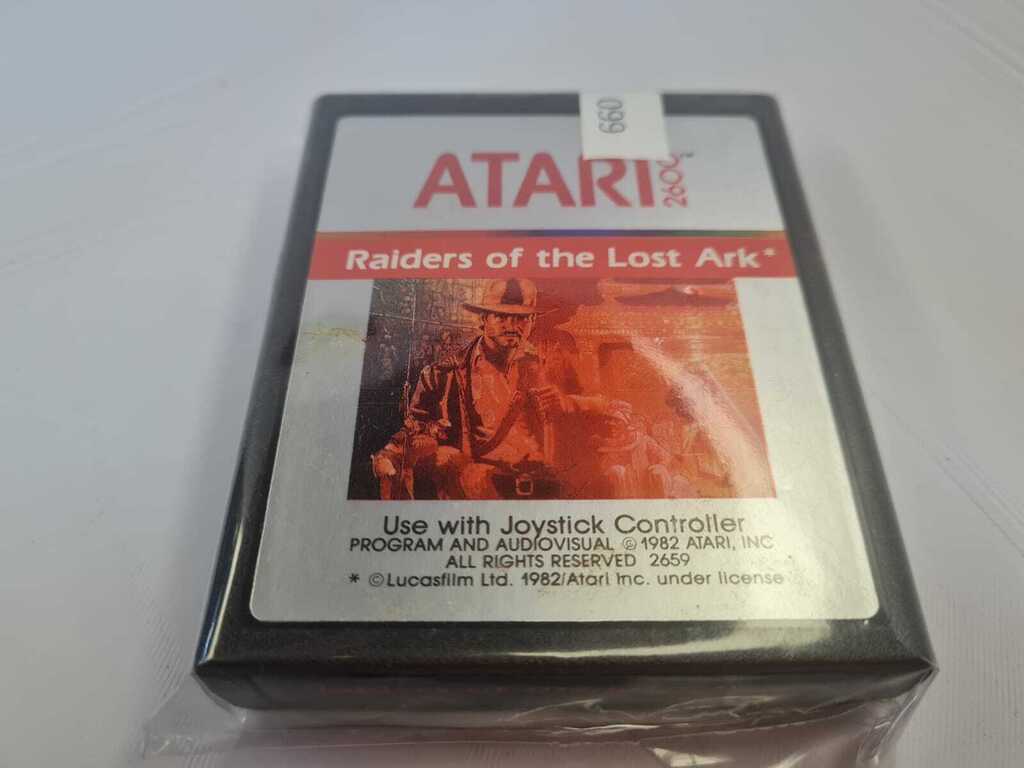 660
ATARI 2600™
Raiders of the Lost Ark*
Use with Joystick Controller
PROGRAM AND AUDIOVISUAL © 1982 ATARI, INC
ALL RIGHTS RESERVED 2659
* ©Lucasfilm Ltd. 1982/Atari Inc. under license